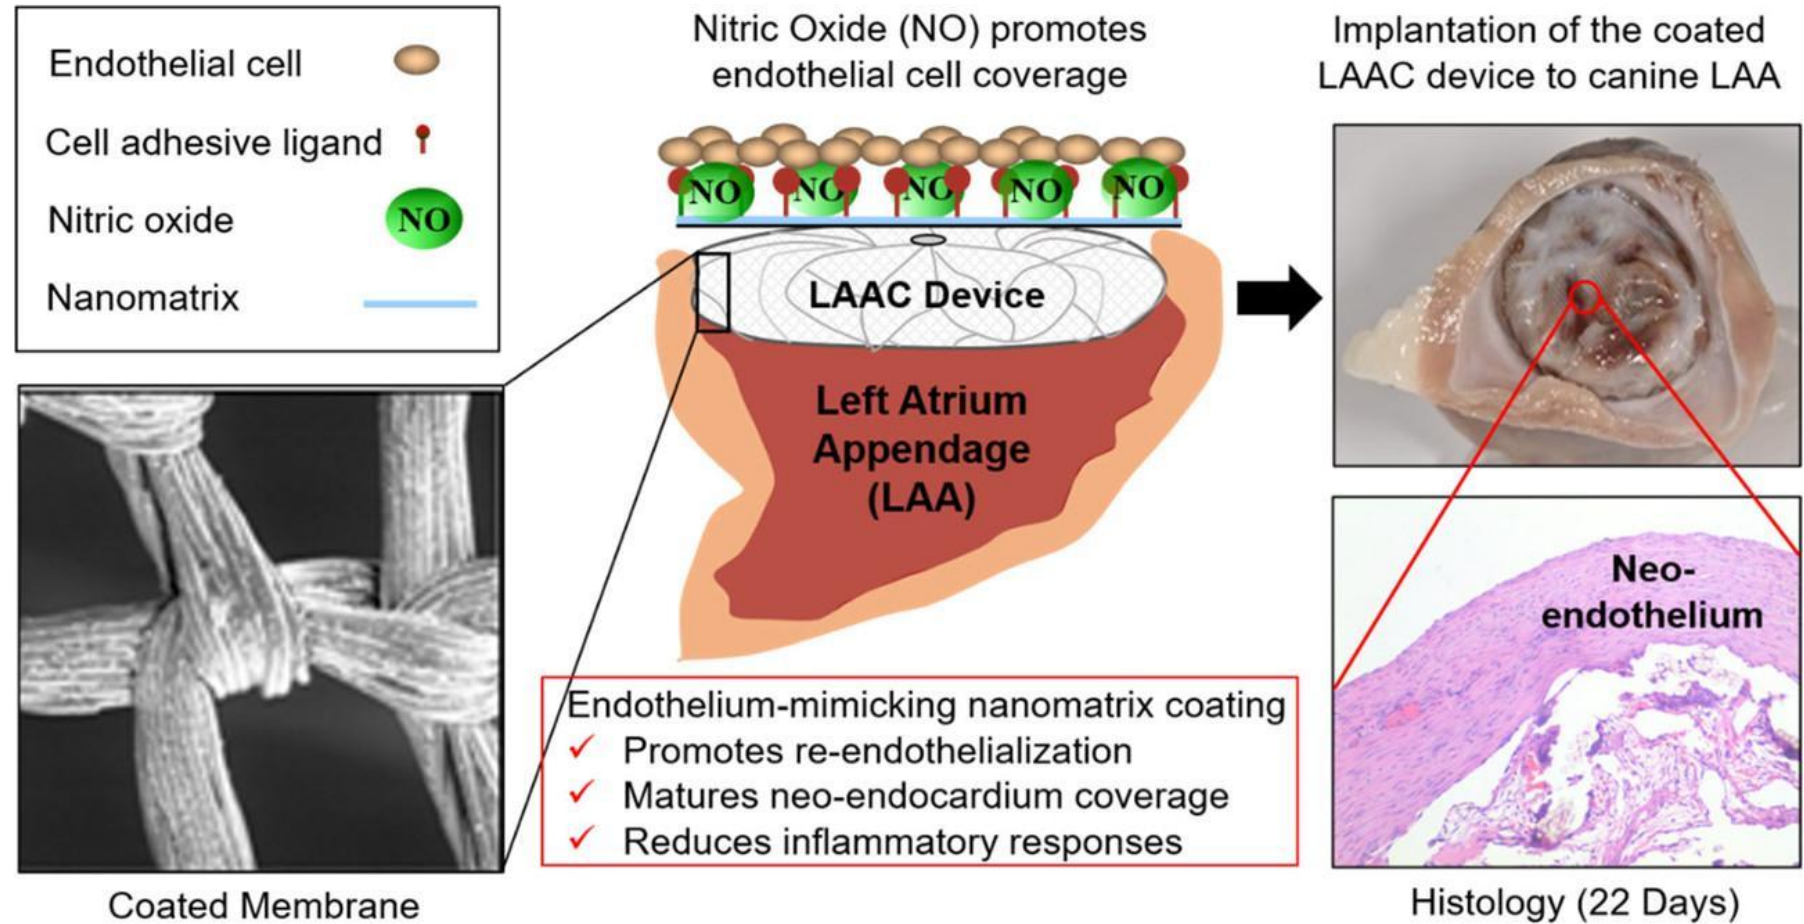 Endothelial cell
Cell adhesive ligand
Nitric oxide
NO
Nanomatrix
Coated Membrane
Nitric Oxide (NO) promotes
endothelial cell coverage
NO NO NO NO NO
LAAC Device
Left Atrium
Appendage
(LAA)
Endothelium-mimicking nanomatrix coating
✓ Promotes re-endothelialization
✓ Matures neo-endocardium coverage
✓ Reduces inflammatory responses
Implantation of the coated
LAAC device to canine LAA
Neo-
endothelium
Histology (22 Days)